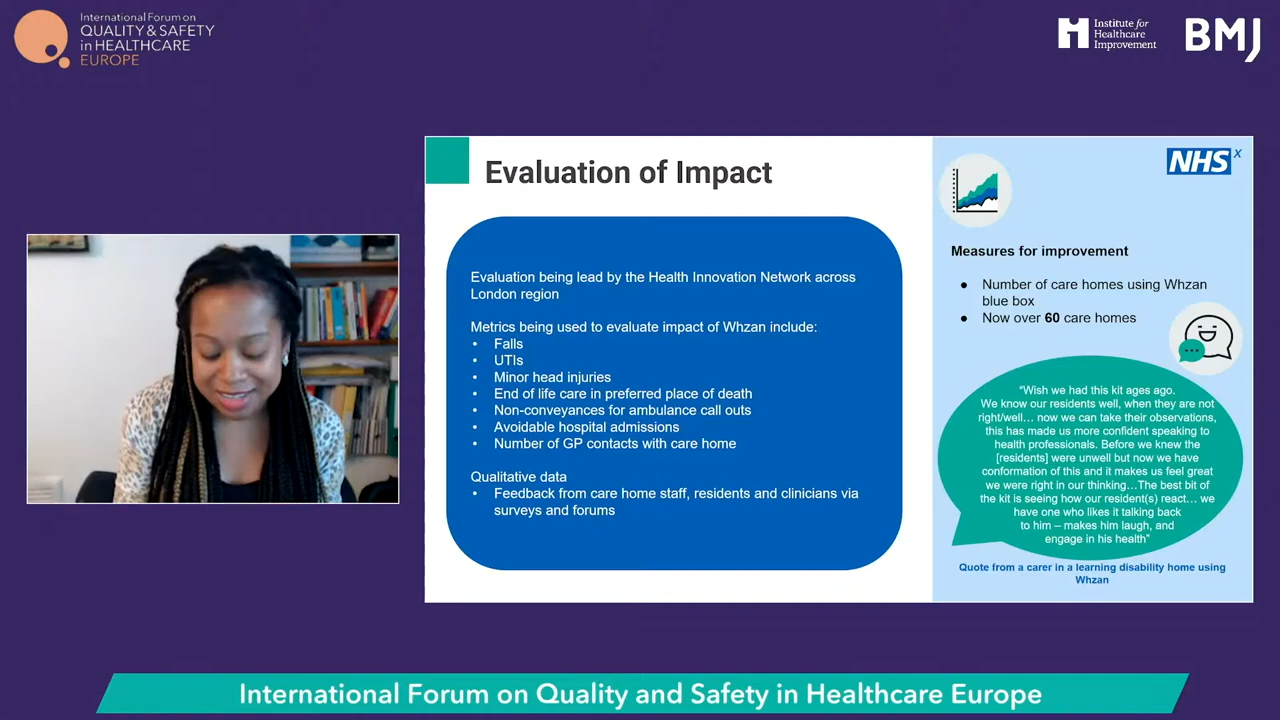 International Forum on
QUALITY & SAFETY
in HEALTHCARE
EUROPE
Institute for
Healthcare
Improvement
BMJ
Evaluation of Impact
NHS X
Evaluation being lead by the Health Innovation Network across
London region
Metrics being used to evaluate impact of Whzan include:
• Falls
• UTIs
• Minor head injuries
• End of life care in preferred place of death
• Non-conveyances for ambulance call outs
• Avoidable hospital admissions
• Number of GP contacts with care home
Qualitative data
• Feedback from care home staff, residents and clinicians via
surveys and forums
Measures for improvement
● Number of care homes using Whzan
blue box
● Now over 60 care homes
“Wish we had this kit ages ago.
We know our residents well, when they are not
right/well… now we can take their observations,
this has made us more confident speaking to
health professionals. Before we knew the
[residents] were unwell but now we have
conformation of this and it makes us feel great
we were right in our thinking…The best bit of
the kit is seeing how our resident(s) react… we
have one who likes it talking back
to him – makes him laugh, and
engage in his health”
Quote from a carer in a learning disability home using
Whzan
International Forum on Quality and Safety in Healthcare Europe